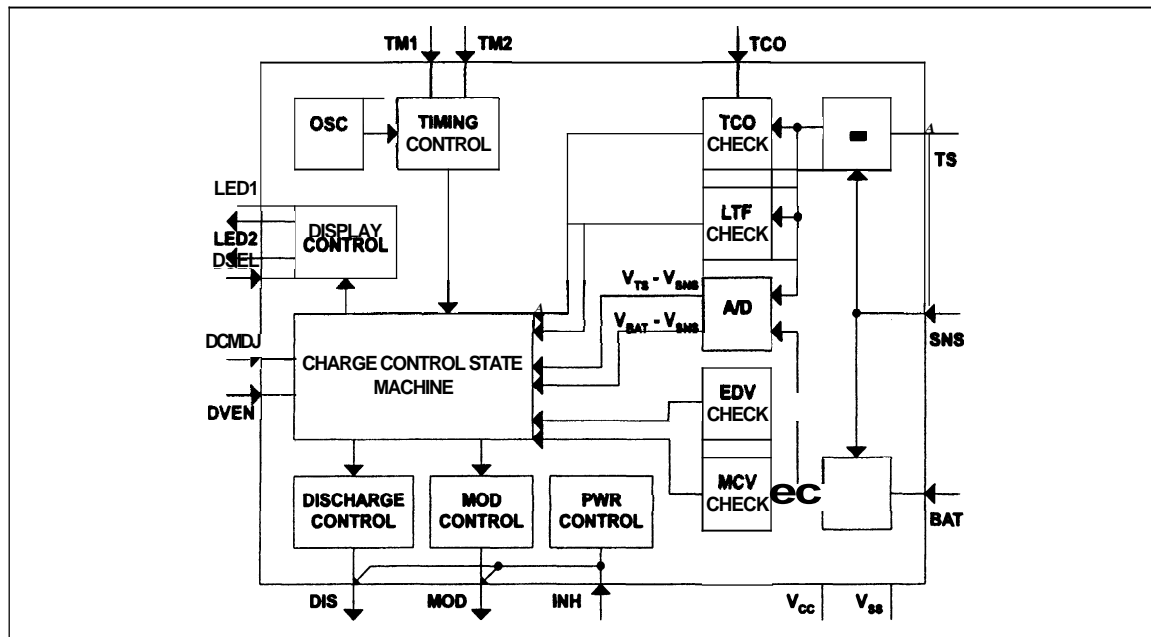 TM1 TM2 TCO
OSC
TIMING
CONTROL
TCO
CHECK
TS
LED1
LED2
DSEL
DISPLAY
CONTROL
LTF
CHECK
V_TS - V_SNS
V_BAT - V_SNS
A/D
SNS
DCMDJ
DVEN
CHARGE CONTROL STATE
MACHINE
EDV
CHECK
MCV
CHECK
ec
BAT
DISCHARGE
CONTROL
MOD
CONTROL
PWR
CONTROL
DIS MOD INH V_CC V_SS